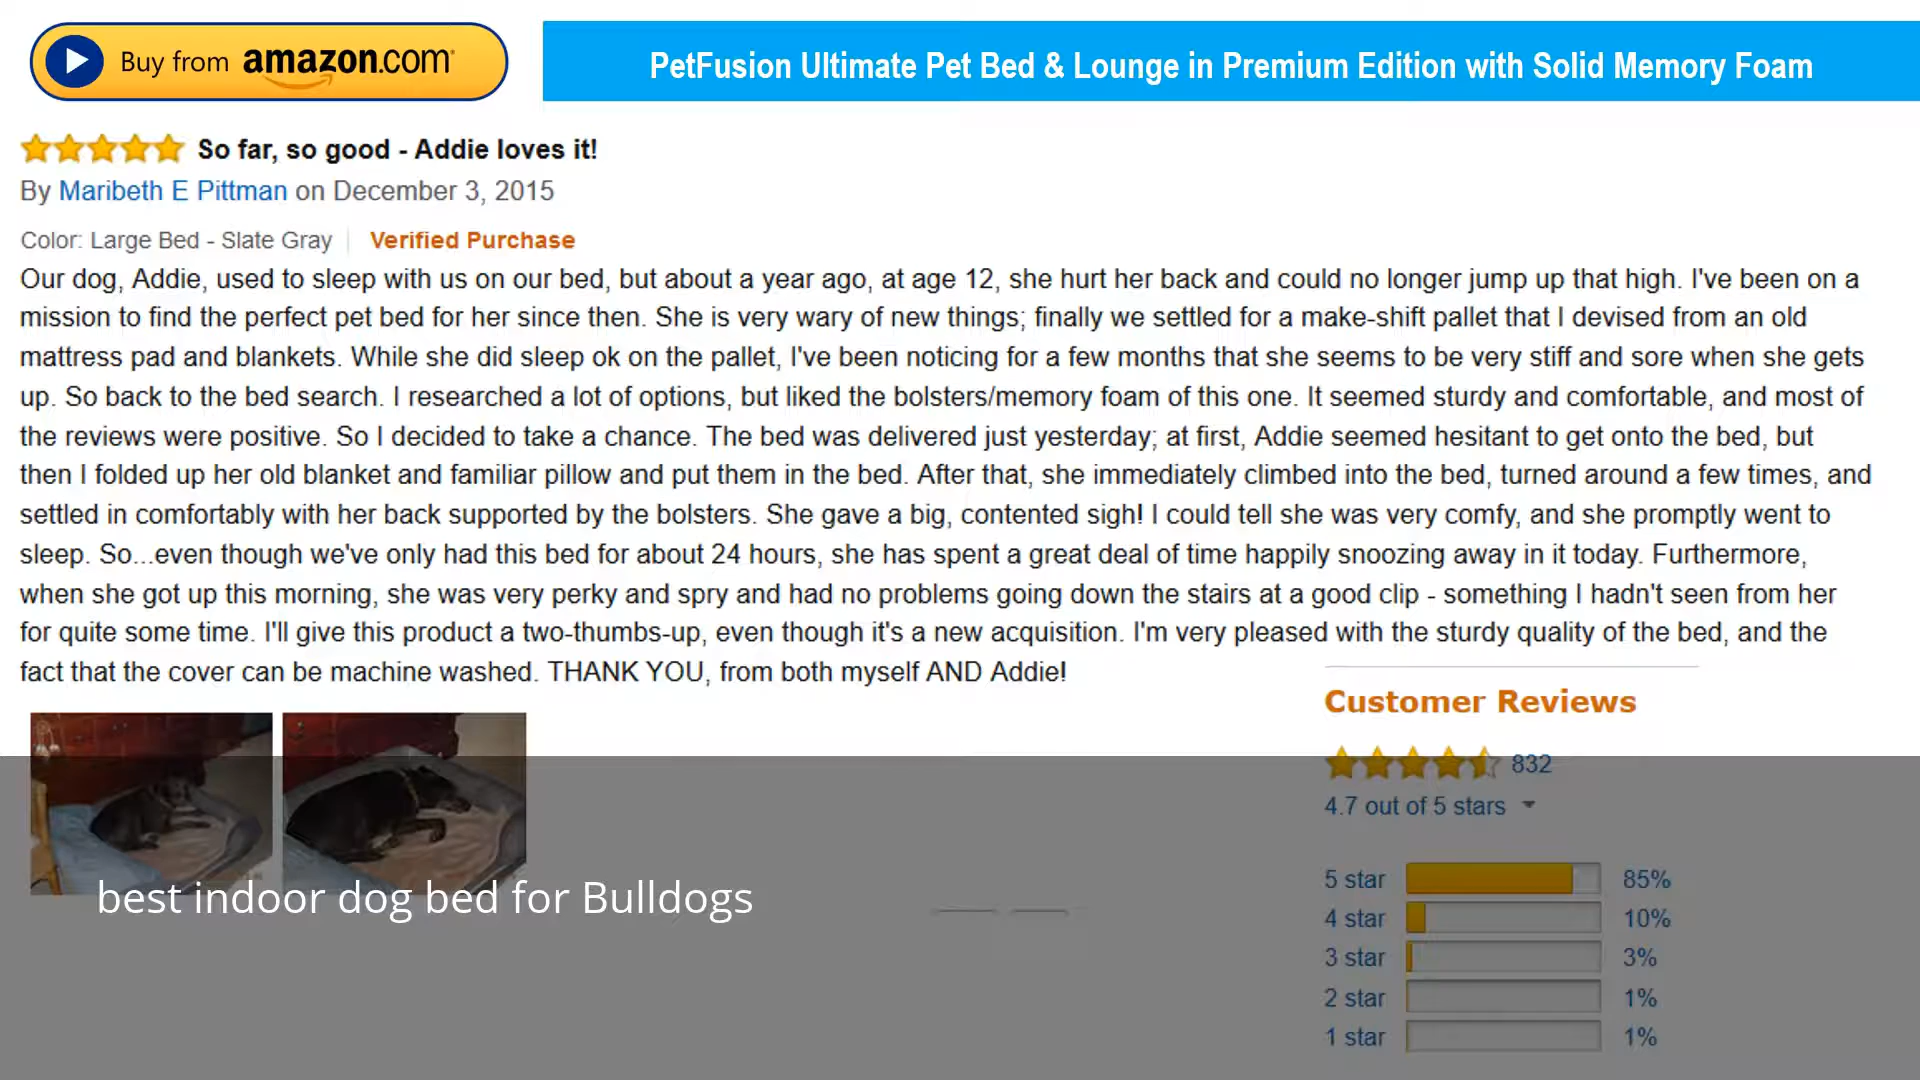 Buy from amazon.com
PetFusion Ultimate Pet Bed & Lounge in Premium Edition with Solid Memory Foam
So far, so good - Addie loves it!
By Maribeth E Pittman on December 3, 2015
Color: Large Bed - Slate Gray | Verified Purchase
Our dog, Addie, used to sleep with us on our bed, but about a year ago, at age 12, she hurt her back and could no longer jump up that high. I've been on a
mission to find the perfect pet bed for her since then. She is very wary of new things; finally we settled for a make-shift pallet that I devised from an old
mattress pad and blankets. While she did sleep ok on the pallet, I've been noticing for a few months that she seems to be very stiff and sore when she gets
up. So back to the bed search. I researched a lot of options, but liked the bolsters/memory foam of this one. It seemed sturdy and comfortable, and most of
the reviews were positive. So I decided to take a chance. The bed was delivered just yesterday; at first, Addie seemed hesitant to get onto the bed, but
then I folded up her old blanket and familiar pillow and put them in the bed. After that, she immediately climbed into the bed, turned around a few times, and
settled in comfortably with her back supported by the bolsters. She gave a big, contented sigh! I could tell she was very comfy, and she promptly went to
sleep. So...even though we've only had this bed for about 24 hours, she has spent a great deal of time happily snoozing away in it today. Furthermore,
when she got up this morning, she was very perky and spry and had no problems going down the stairs at a good clip - something I hadn't seen from her
for quite some time. I'll give this product a two-thumbs-up, even though it's a new acquisition. I'm very pleased with the sturdy quality of the bed, and the
fact that the cover can be machine washed. THANK YOU, from both myself AND Addie!
Customer Reviews
832
4.7 out of 5 stars
5 star 85%
4 star 10%
3 star 3%
2 star 1%
1 star 1%
best indoor dog bed for Bulldogs